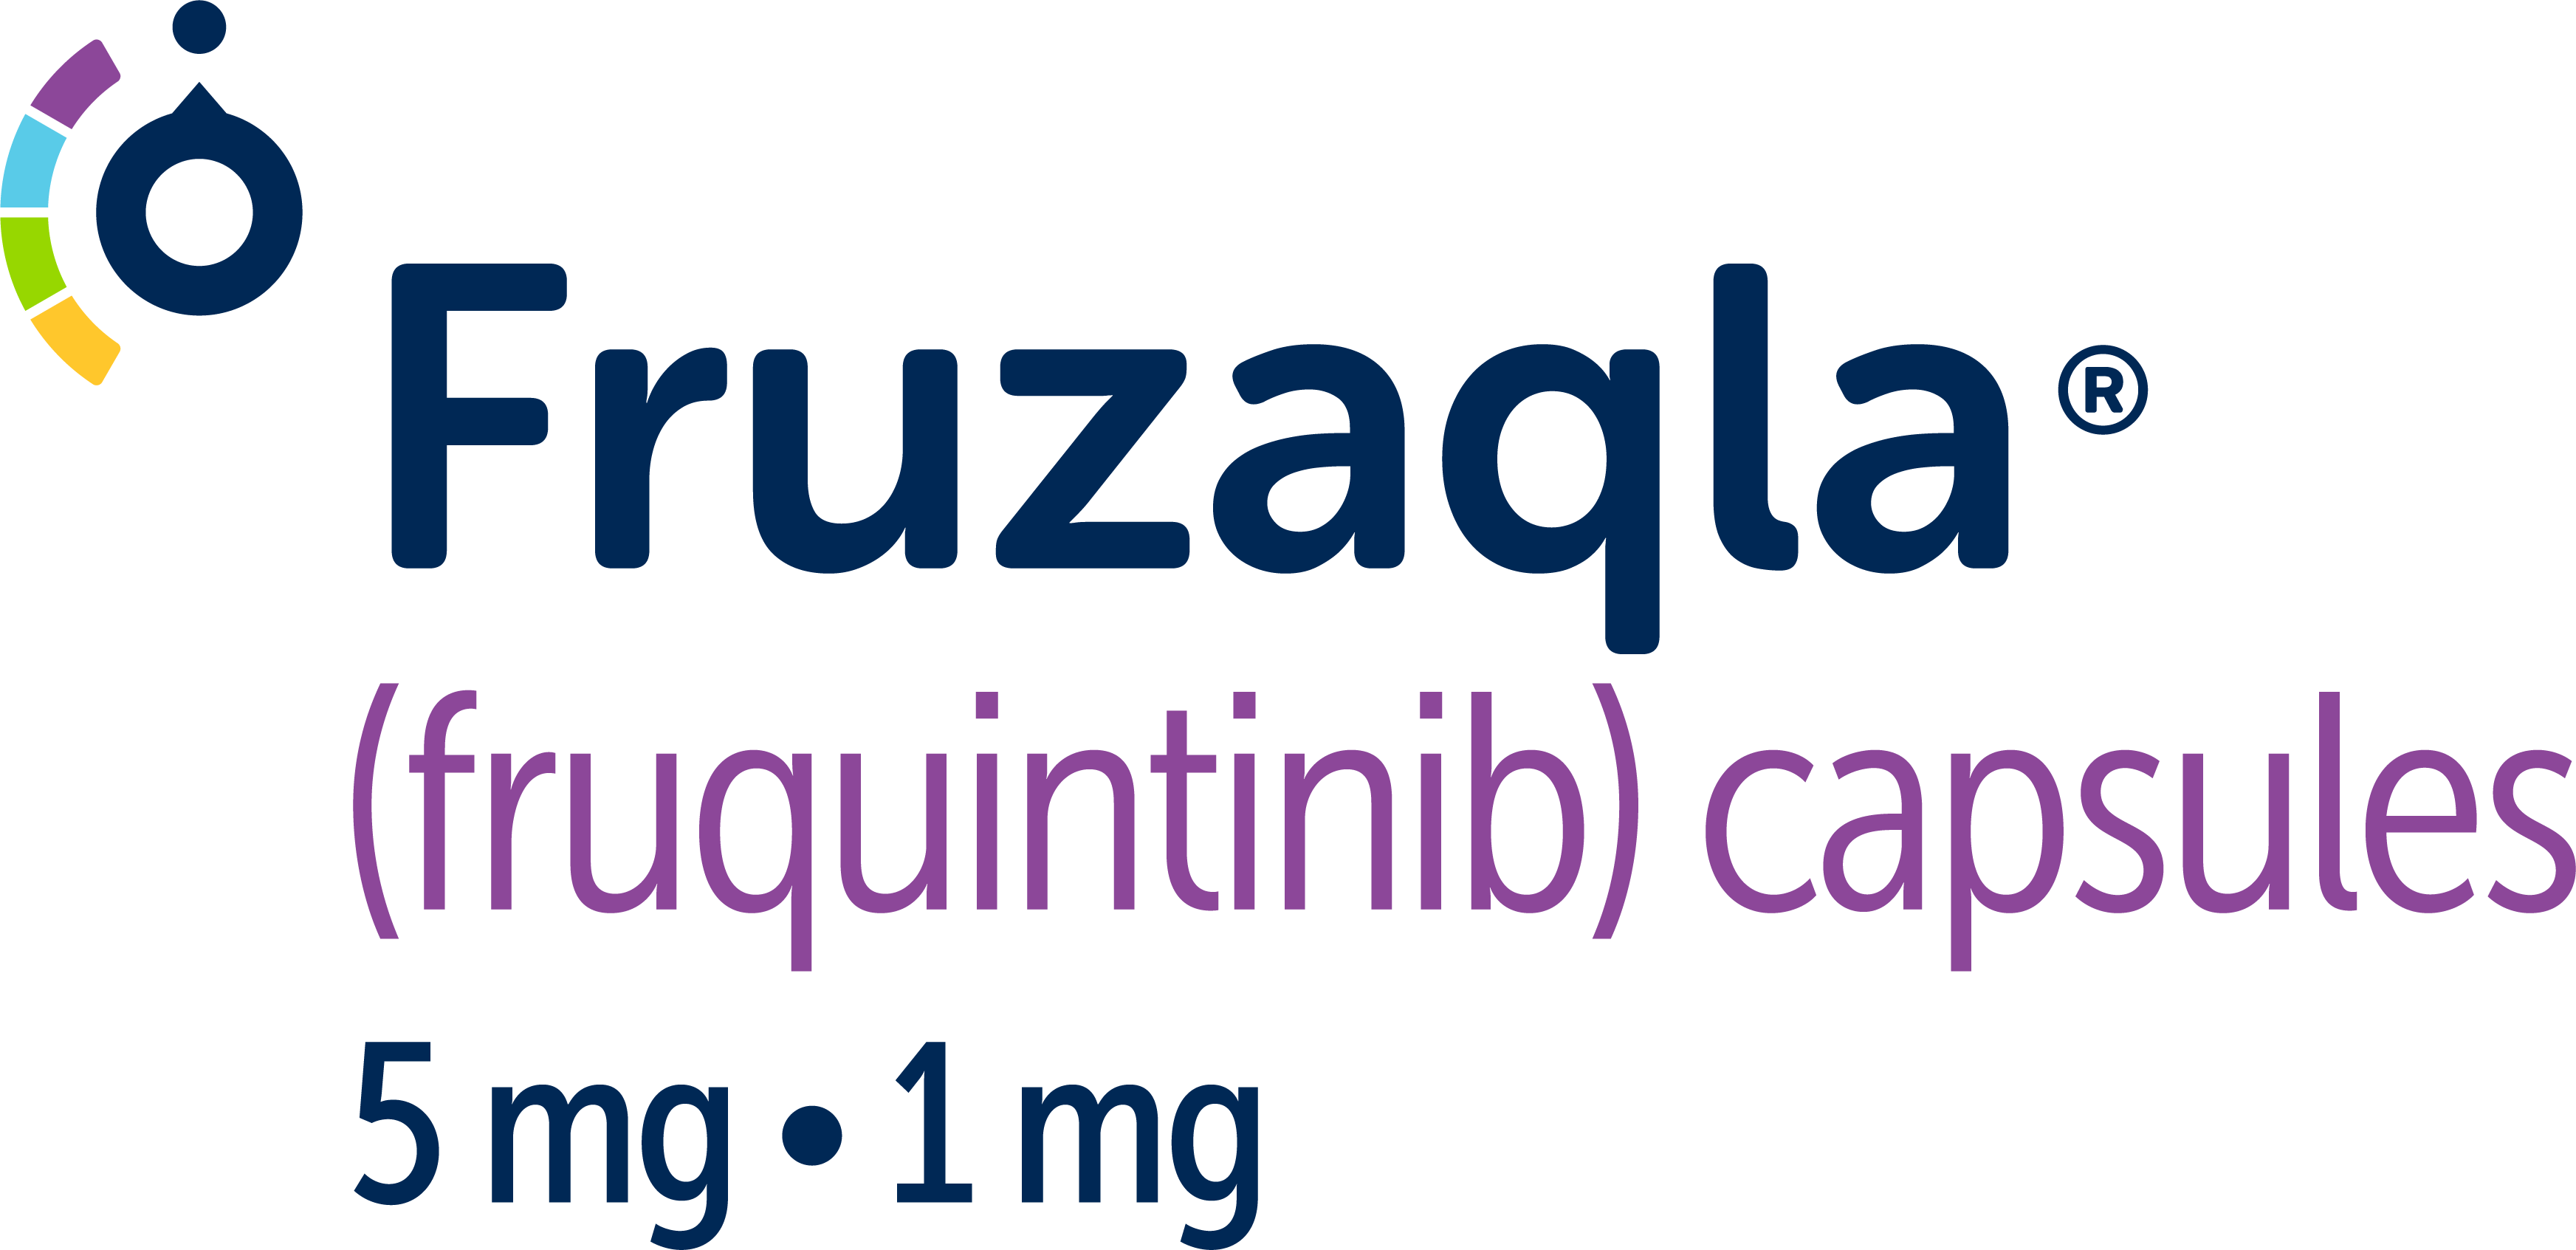 Fruzaqla®
(fruquintinib) capsules
5 mg • 1 mg